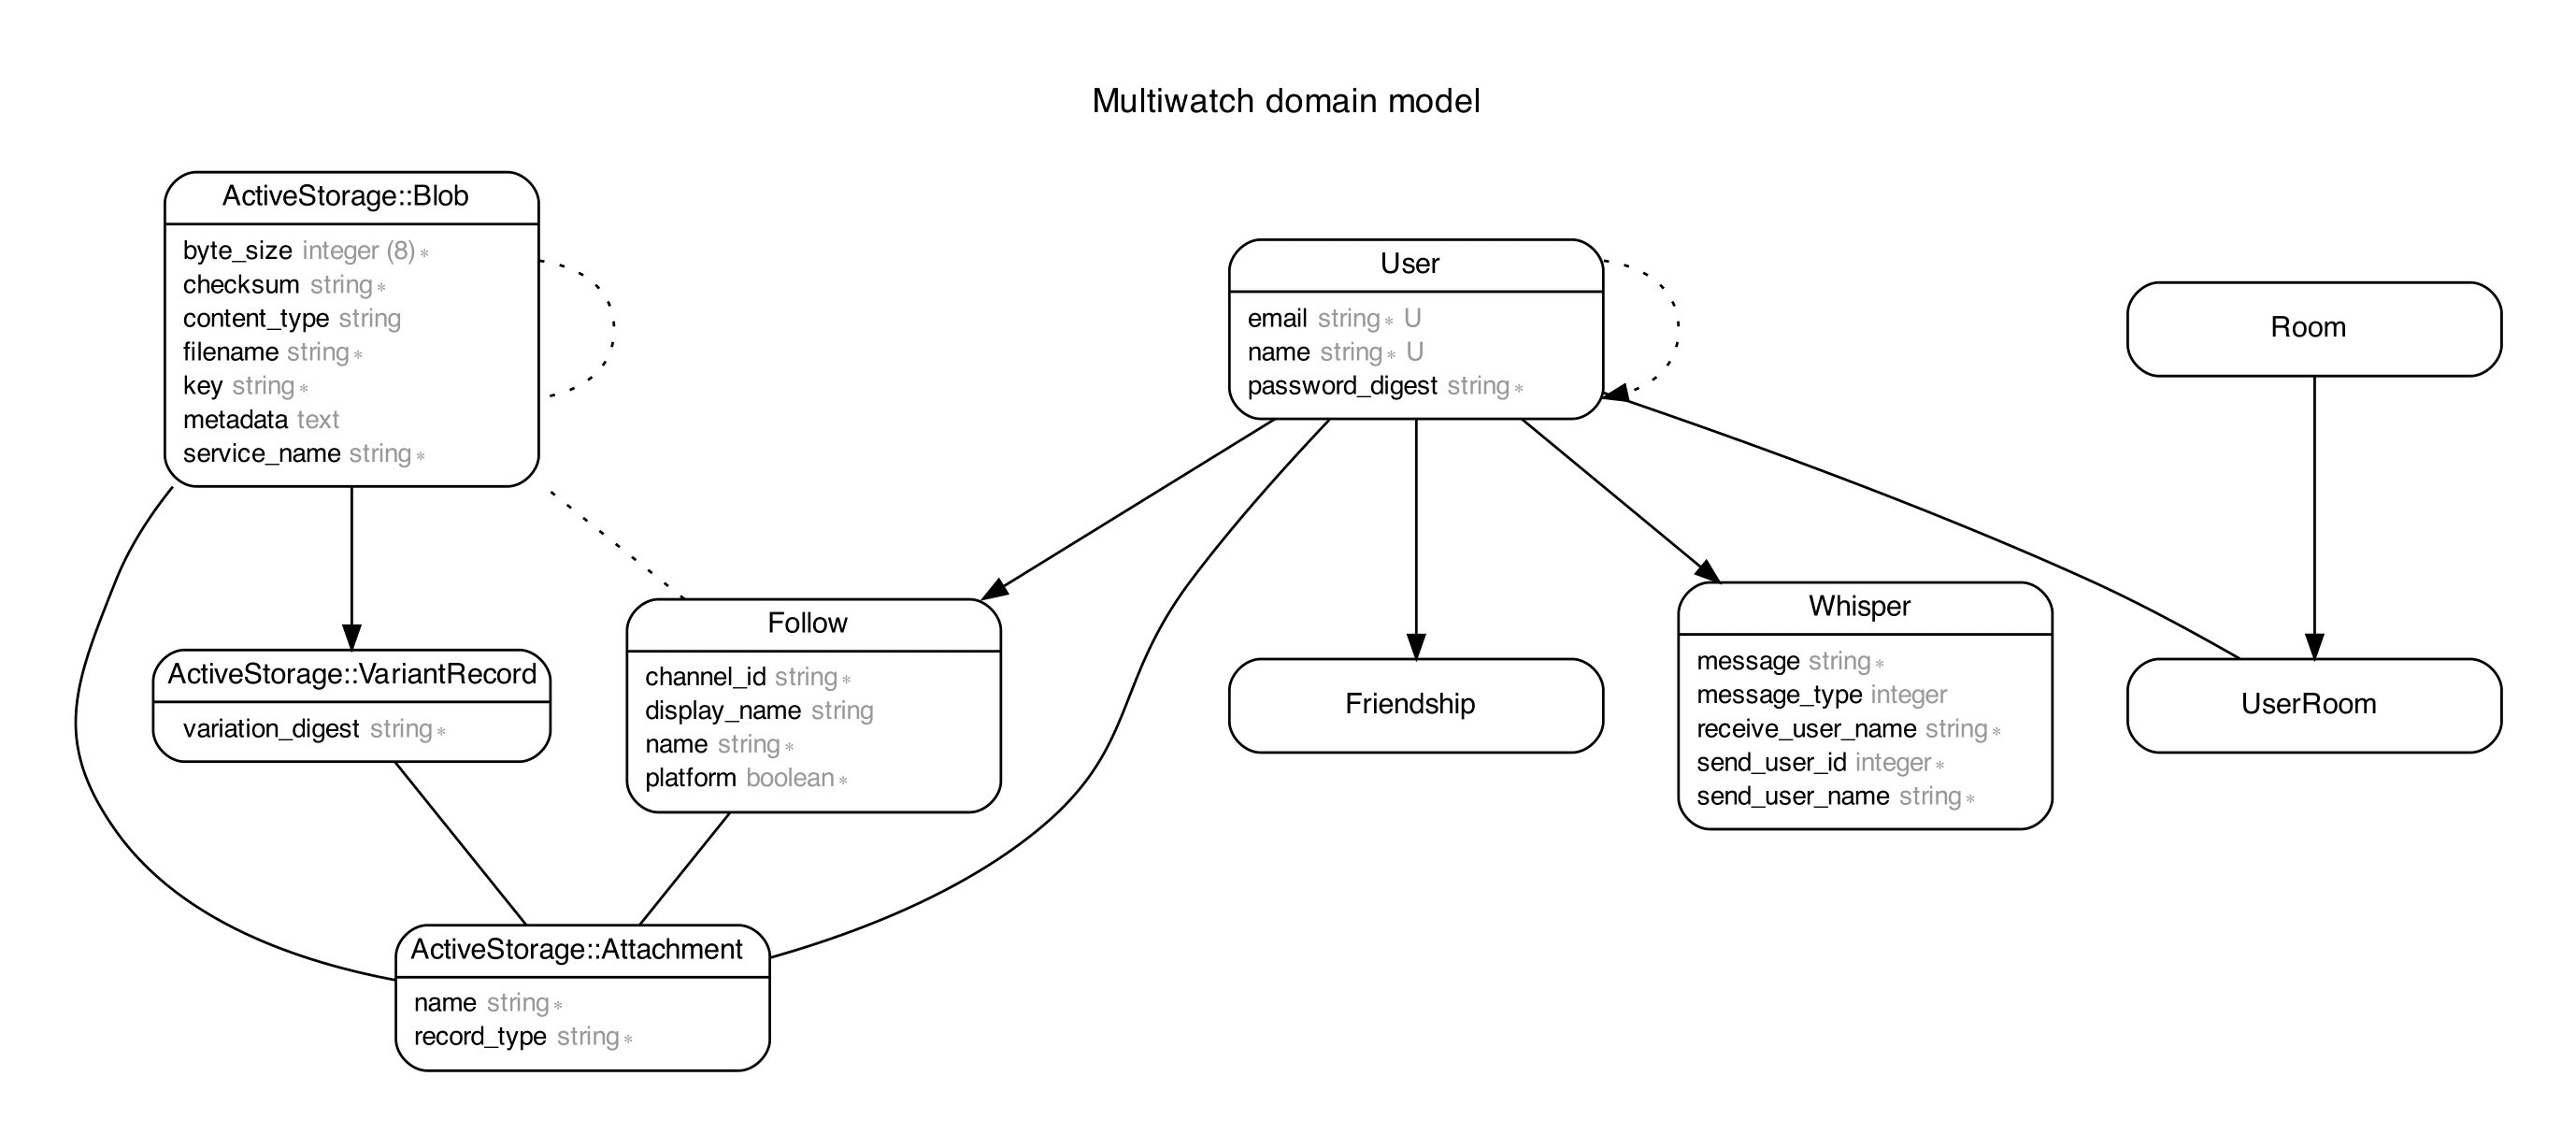 Multiwatch domain model
ActiveStorage::Blob
byte_size integer (8) *
checksum string *
content_type string
filename string *
key string *
metadata text
service_name string *
User
email string * U
name string * U
password_digest string *
Room
ActiveStorage::VariantRecord
variation_digest string *
Follow
channel_id string *
display_name string
name string *
platform boolean *
Friendship
Whisper
message string *
message_type integer
receive_user_name string *
send_user_id integer *
send_user_name string *
UserRoom
ActiveStorage::Attachment
name string *
record_type string *